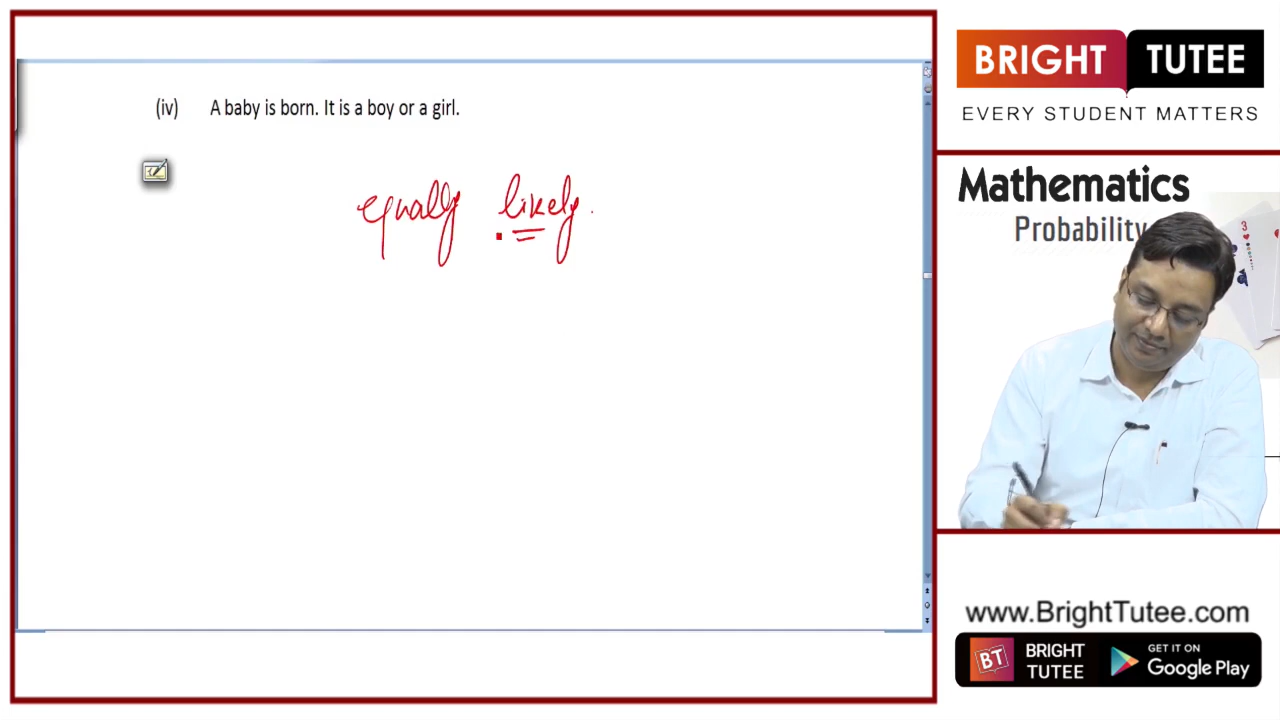 (iv) A baby is born. It is a boy or a girl.
equally likely.
BRIGHT TUTEE
EVERY STUDENT MATTERS
Mathematics
Probability
3
www.BrightTutee.com
BT BRIGHT TUTEE
GET IT ON
Google Play